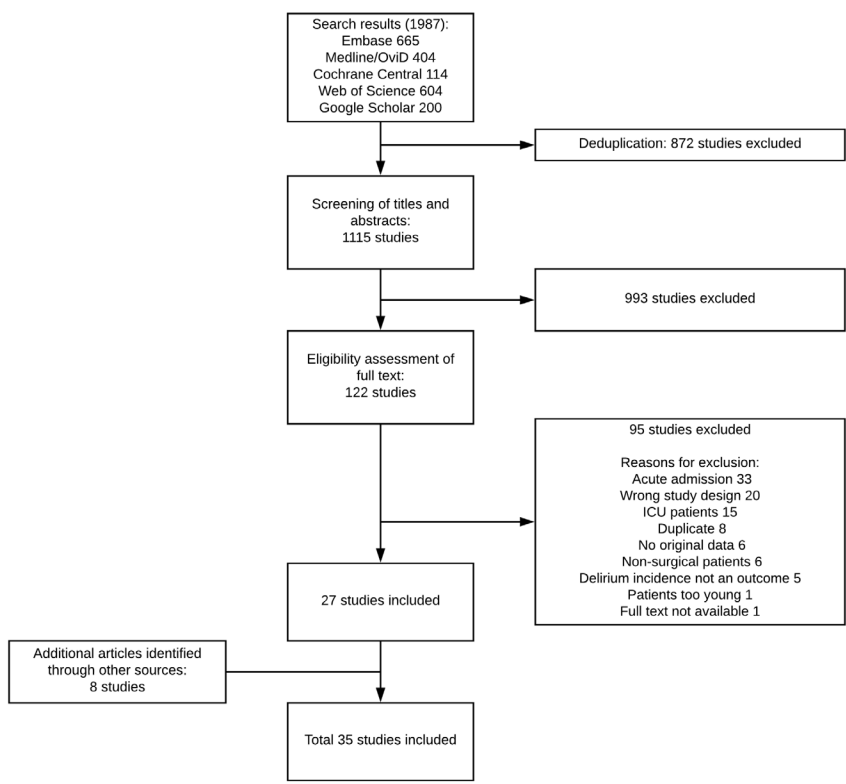 Search results (1987):
Embase 665
Medline/OviD 404
Cochrane Central 114
Web of Science 604
Google Scholar 200
Deduplication: 872 studies excluded
Screening of titles and
abstracts:
1115 studies
993 studies excluded
Eligibility assessment of
full text:
122 studies
95 studies excluded
Reasons for exclusion:
Acute admission 33
Wrong study design 20
ICU patients 15
Duplicate 8
No original data 6
Non-surgical patients 6
Delirium incidence not an outcome 5
Patients too young 1
Full text not available 1
27 studies included
Additional articles identified
through other sources:
8 studies
Total 35 studies included